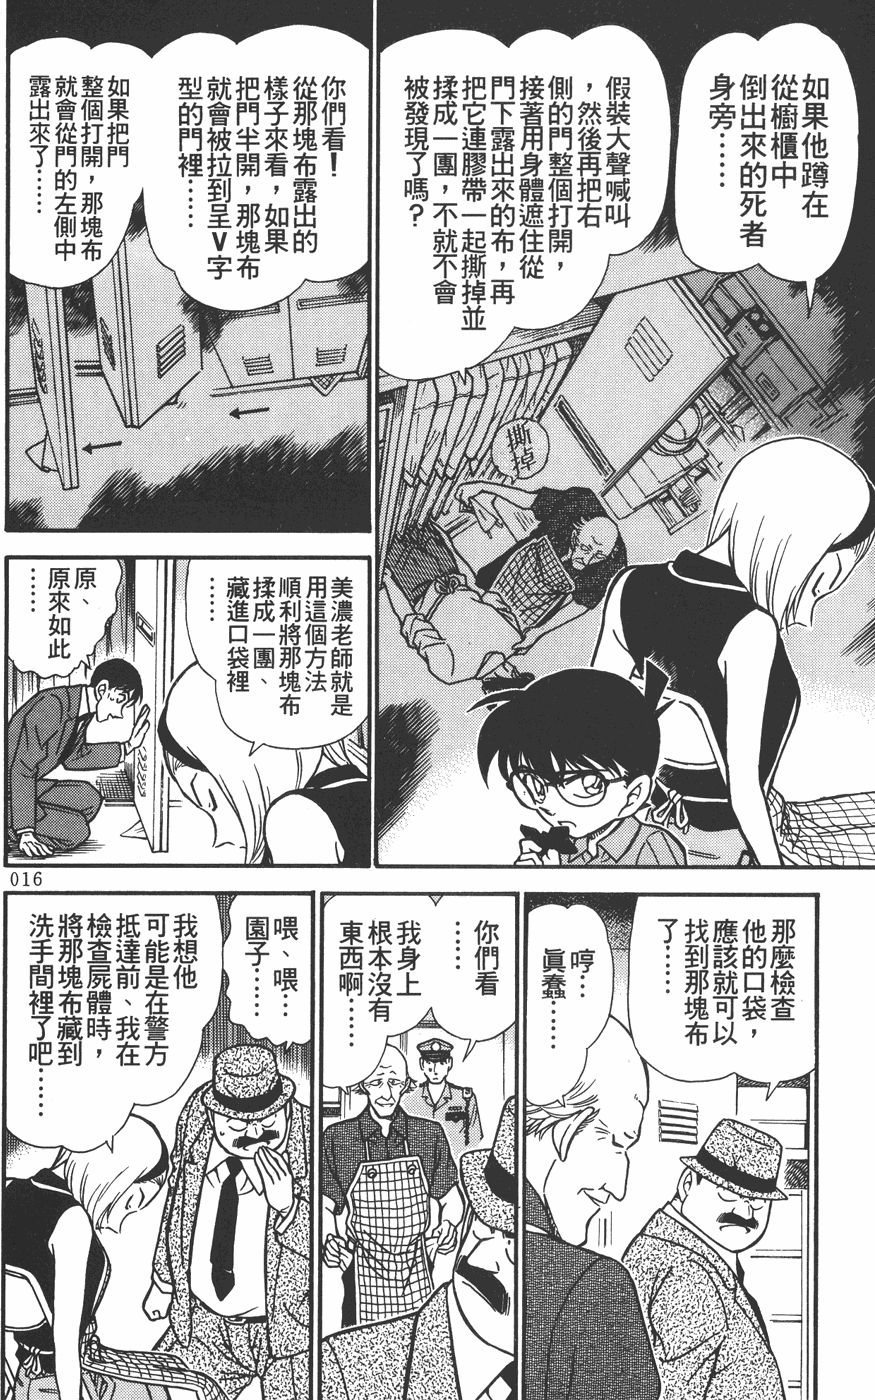 如果他蹲在
從櫥櫃中
倒出來的死者
身旁……
假裝大聲喊叫
，然後再把右
側的門整個打開，
接著用身體遮住從
門下露出來的布，再
把它連膠帶一起撕掉並
揉成一團，不就不會
被發現了嗎？
撕掉
你們看！
從那塊布露出的
樣子來看，如果
把門半開，那塊布
就會被拉到呈V字
型的門裡……
如果把門
整個打開，那塊布
就會從門的左側中
露出來了……
美濃老師就是
用這個方法
順利將那塊布
揉成一團、
藏進口袋裡
……
原、
原來如此
……
016
那麼檢查
他的口袋，
應該就可以
找到那塊布
了……
哼…
真蠢……
你們看
……
我身上
根本沒有
東西啊……
喂、喂…
園子……
我想他
可能是在警方
抵達前、我在
檢查屍體時，
將那塊布藏到
洗手間裡了吧……